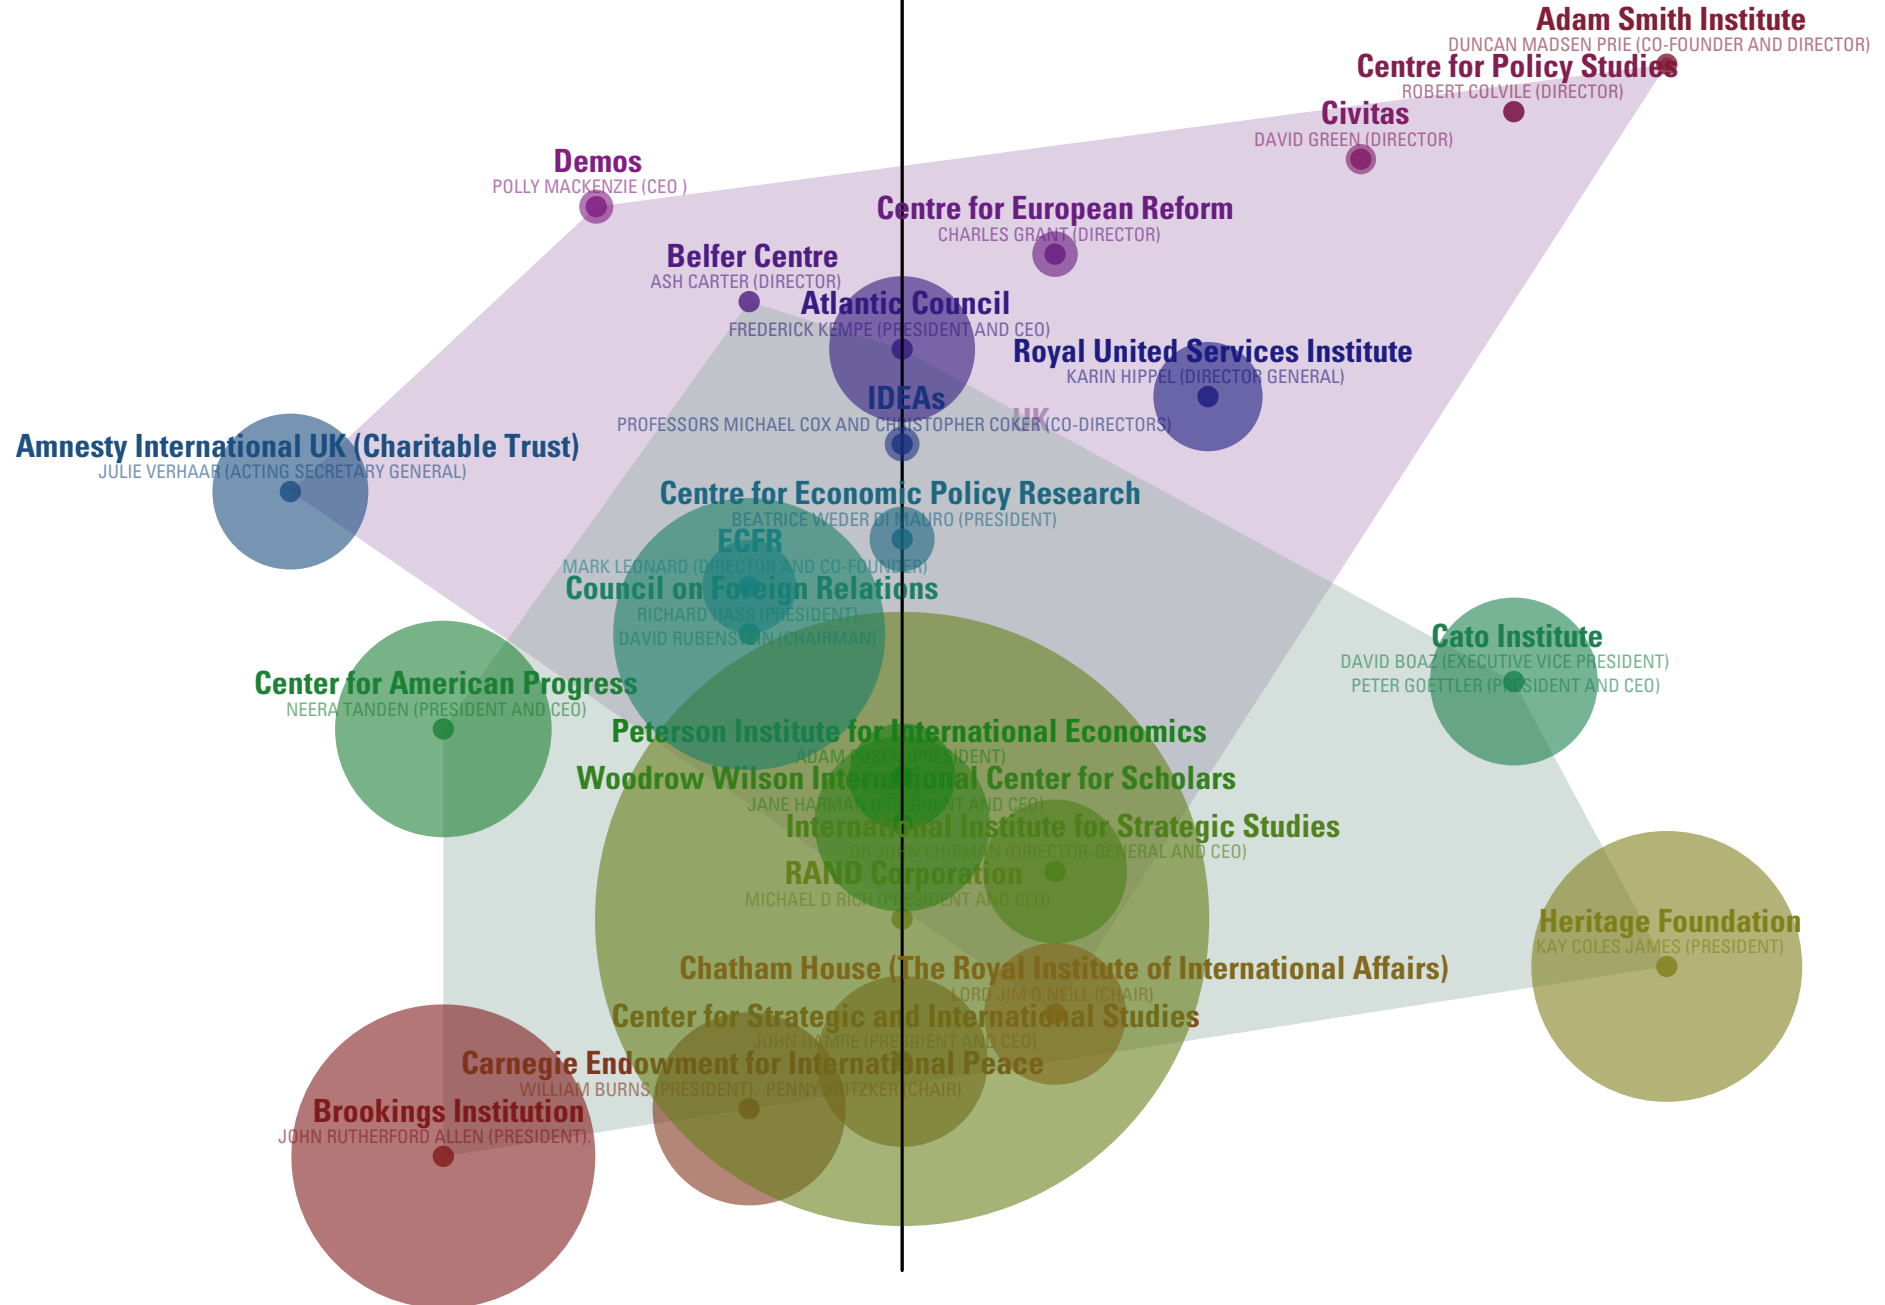 Adam Smith Institute
DUNCAN MADSEN PRIE (CO-FOUNDER AND DIRECTOR)
Centre for Policy Studies
ROBERT COLVILE (DIRECTOR)
Civitas
DAVID GREEN (DIRECTOR)
Demos
POLLY MACKENZIE (CEO )
Centre for European Reform
CHARLES GRANT (DIRECTOR)
Belfer Centre
ASH CARTER (DIRECTOR)
Atlantic Council
FREDERICK KEMPE (PRESIDENT AND CEO)
Royal United Services Institute
KARIN HIPPEL (DIRECTOR GENERAL)
IDEAs
UK
PROFESSORS MICHAEL COX AND CHRISTOPHER COKER (CO-DIRECTORS)
Amnesty International UK (Charitable Trust)
JULIE VERHAAR (ACTING SECRETARY GENERAL)
Centre for Economic Policy Research
BEATRICE WEDER DI MAURO (PRESIDENT)
ECFR
MARK LEONARD (DIRECTOR AND CO-FOUNDER)
Council on Foreign Relations
RICHARD HASS (PRESIDENT)
DAVID RUBENSTEIN (CHAIRMAN)
Cato Institute
DAVID BOAZ (EXECUTIVE VICE PRESIDENT)
PETER GOETTLER (PRESIDENT AND CEO)
Center for American Progress
NEERA TANDEN (PRESIDENT AND CEO)
Peterson Institute for International Economics
ADAM POSEN (PRESIDENT)
Woodrow Wilson International Center for Scholars
JANE HARMAN (PRESIDENT AND CEO)
International Institute for Strategic Studies
DR JOHN CHIPMAN (DIRECTOR-GENERAL AND CEO)
RAND Corporation
MICHAEL D RICH (PRESIDENT AND CEO)
Heritage Foundation
KAY COLES JAMES (PRESIDENT)
Chatham House (The Royal Institute of International Affairs)
LORD JIM O'NEILL (CHAIR)
Center for Strategic and International Studies
JOHN HAMRE (PRESIDENT AND CEO)
Carnegie Endowment for International Peace
WILLIAM BURNS (PRESIDENT). PENNY PRITZKER (CHAIR)
Brookings Institution
JOHN RUTHERFORD ALLEN (PRESIDENT).